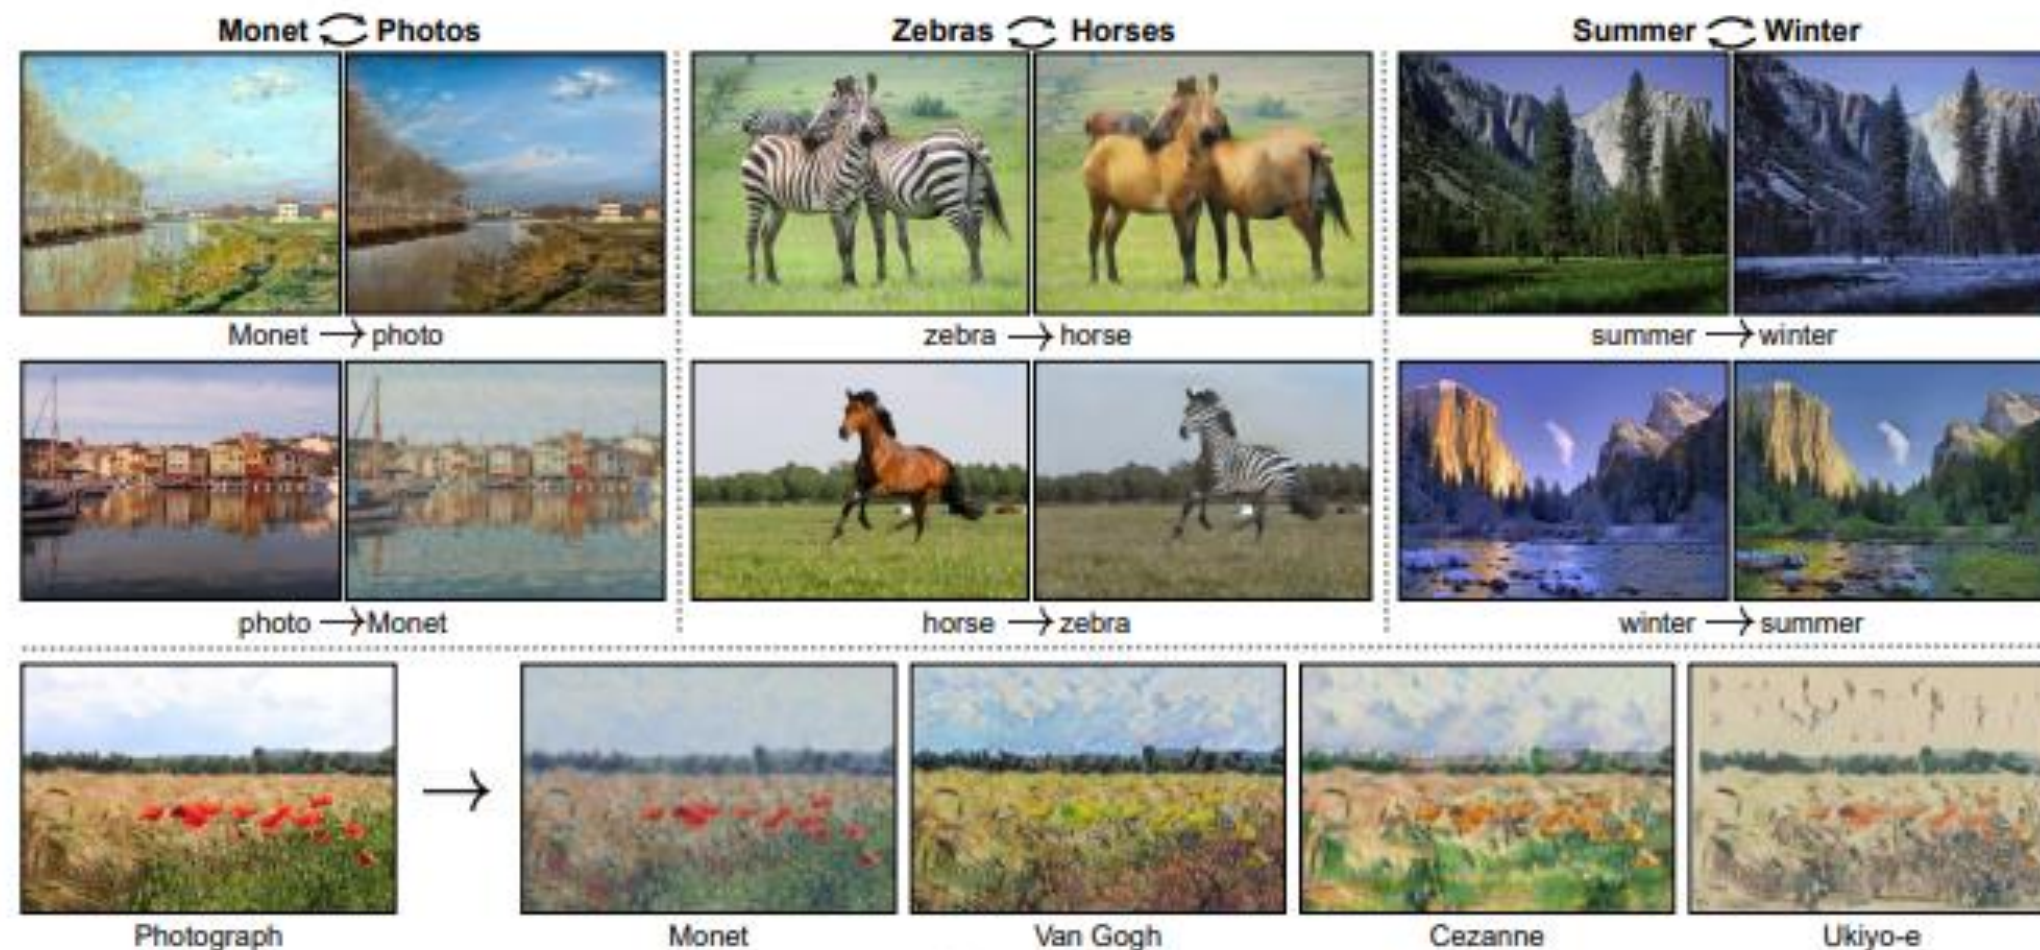 Monet Photos
Zebras Horses
Summer Winter
Monet → photo
zebra → horse
summer → winter
photo → Monet
horse → zebra
winter → summer
→
Photograph
Monet
Van Gogh
Cezanne
Ukiyo-e